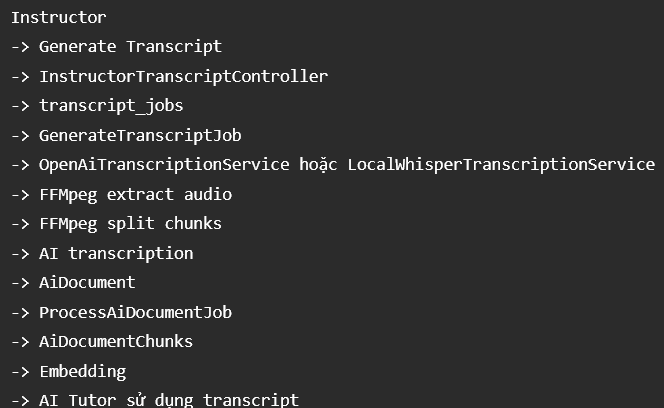 Instructor
-> Generate Transcript
-> InstructorTranscriptController
-> transcript_jobs
-> GenerateTranscriptJob
-> OpenAiTranscriptionService hoặc LocalWhisperTranscriptionService
-> FFMpeg extract audio
-> FFMpeg split chunks
-> AI transcription
-> AiDocument
-> ProcessAiDocumentJob
-> AiDocumentChunks
-> Embedding
-> AI Tutor sử dụng transcript